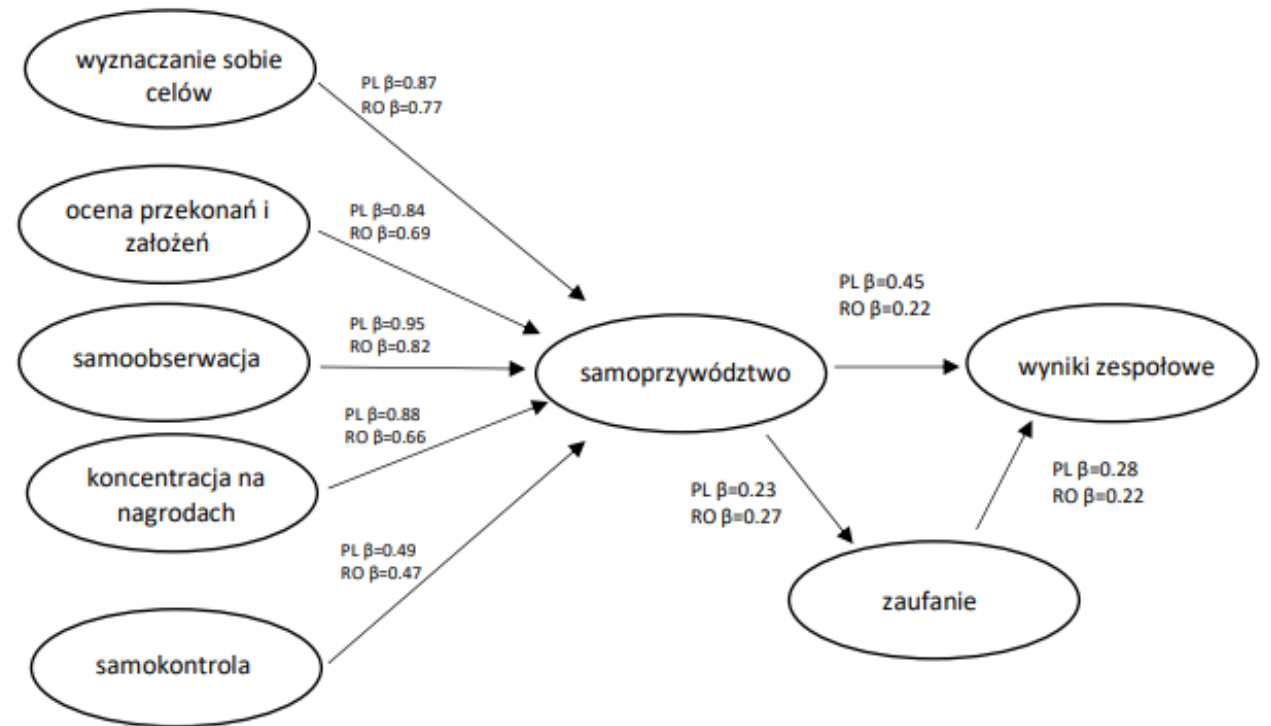 wyznaczanie sobie
celów
PL β=0.87
RO β=0.77
ocena przekonań i
założeń
PL β=0.84
RO β=0.69
samoobserwacja
PL β=0.95
RO β=0.82
koncentracja na
nagrodach
PL β=0.88
RO β=0.66
samokontrola
PL β=0.49
RO β=0.47
samoprzywództwo
PL β=0.45
RO β=0.22
wyniki zespołowe
PL β=0.23
RO β=0.27
PL β=0.28
RO β=0.22
zaufanie